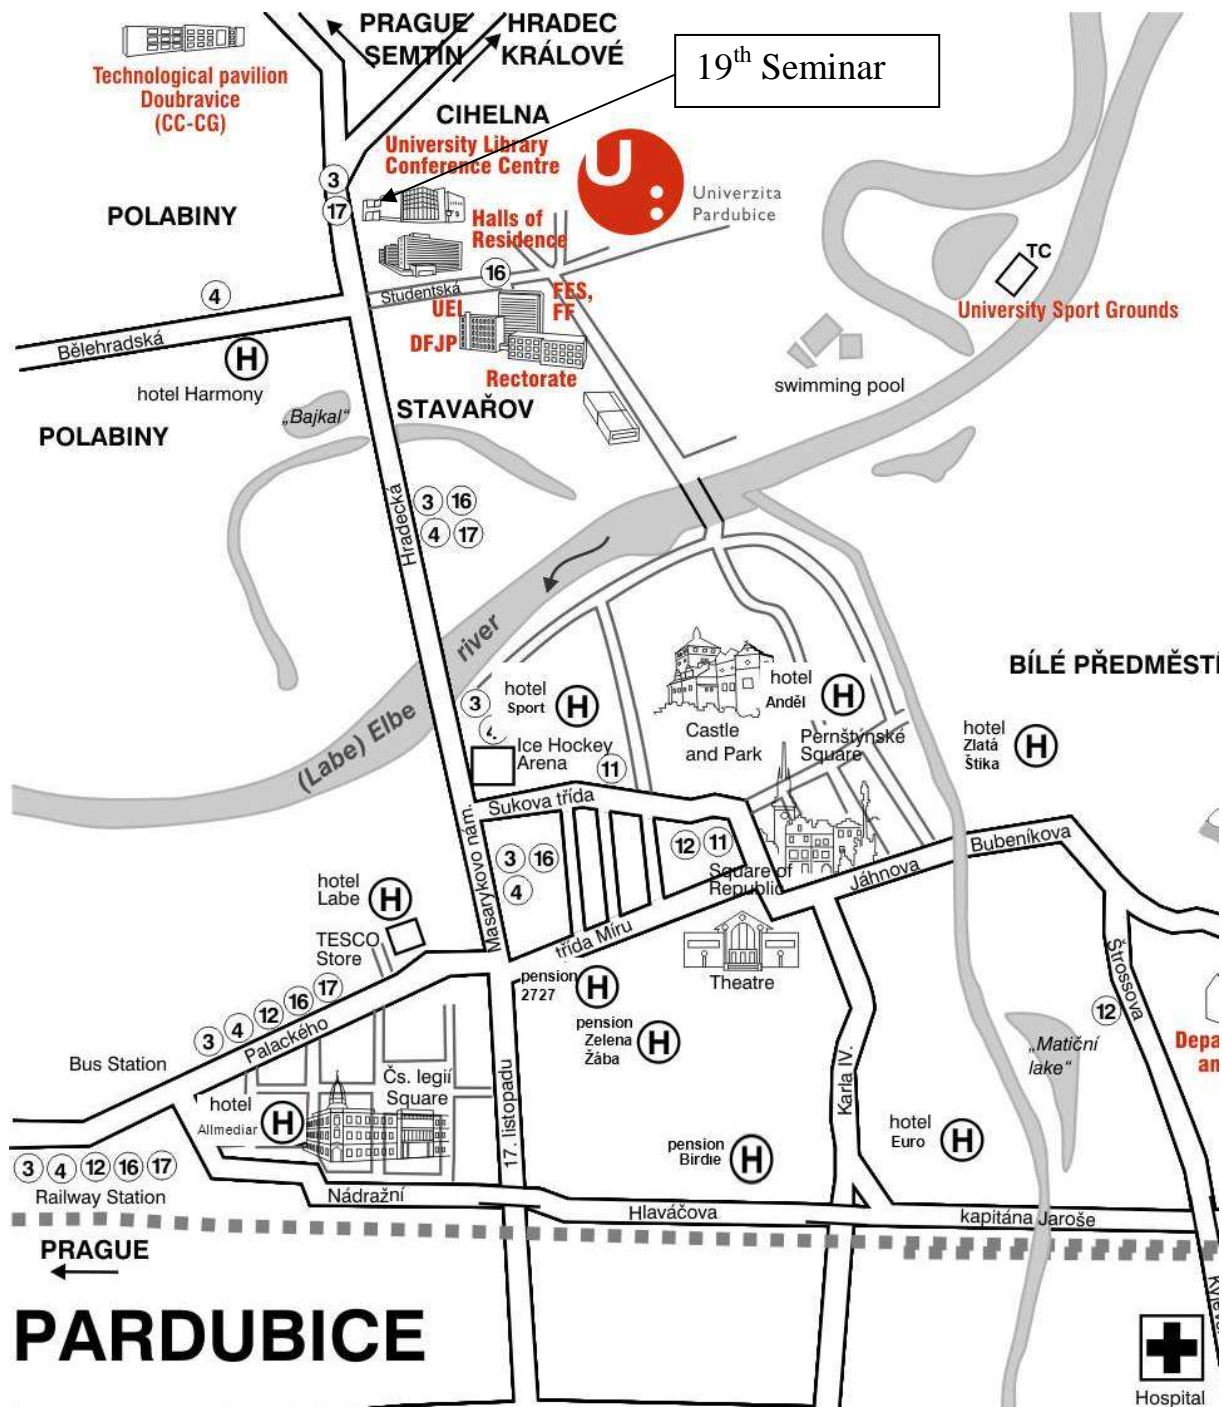 PRAGUE
SEMTÍN
HRADEC
KRÁLOVÉ
19th Seminar
Technological pavilion
Doubravice
(CC-CG)
CIHELNA
University Library
Conference Centre
U:
Univerzita
Pardubice
3
17
POLABINY
Halls of
Residence
TC
University Sport Grounds
4
16
Studentská
UEI
FES,
FF
DFJP
Rectorate
Bělehradská
H
hotel Harmony
swimming pool
„Bajkal“
STAVAŘOV
POLABINY
Hradecká
3 16
4 17
(Labe) Elbe river
BÍLÉ PŘEDMĚSTÍ
3
4
hotel
Sport
H
Castle
and Park
hotel
Anděl
H
Pernštýnské
Square
hotel
Zlatá
Štika
H
Ice Hockey
Arena
11
Sukova třída
Masarykovo nám.
3 16
4
12 11
Square of
Republic
Jáhnova
Bubeníkova
hotel
Labe
H
TESCO
Store
třída Míru
Theatre
pension
2727
H
pension
Zelena
Žába
H
Štrossova
12
3 4 12 16 17
Palackého
Bus Station
„Matiční
lake“
Depa
an
hotel
Allmediar
H
Čs. legií
Square
17. listopadu
Karla IV.
hotel
Euro
H
pension
Birdie
H
3 4 12 16 17
Railway Station
Nádražní
Hlaváčova
kapitána Jaroše
PRAGUE
PARDUBICE
Hospital